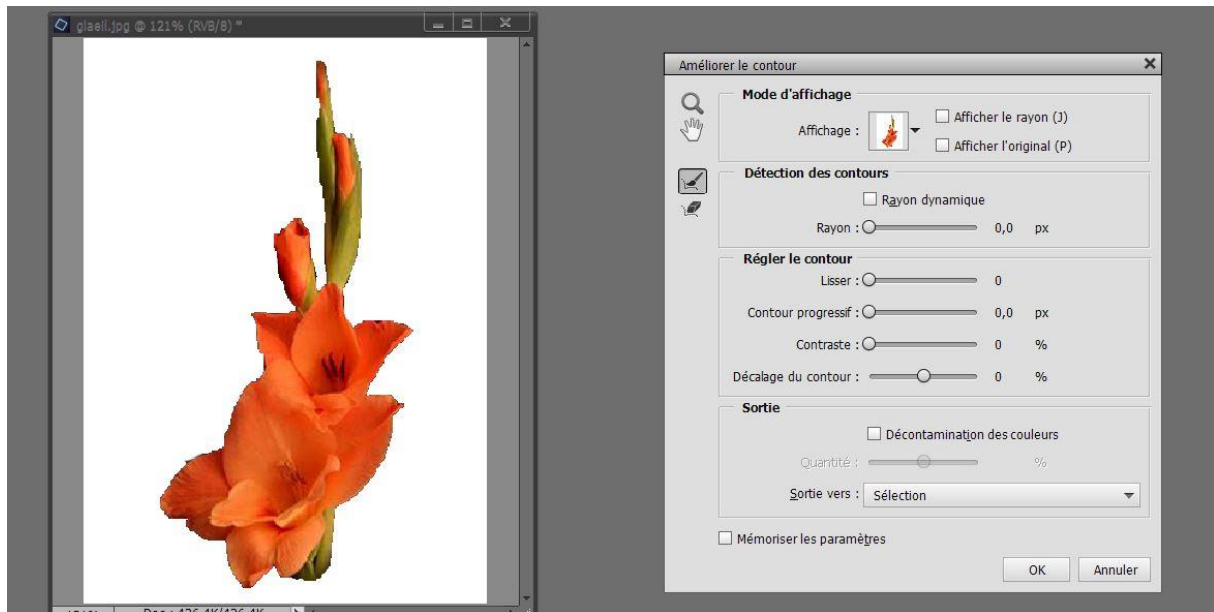 glaeil.jpg @ 121% (RVB/8) *
Améliorer le contour
Mode d'affichage
Affichage :
Afficher le rayon (J)
Afficher l'original (P)
Détection des contours
Rayon dynamique
Rayon : 0,0 px
Régler le contour
Lisser : 0
Contour progressif : 0,0 px
Contraste : 0 %
Décalage du contour : 0 %
Sortie
Décontamination des couleurs
Quantité : %
Sortie vers : Sélection
Mémoriser les paramètres
OK Annuler